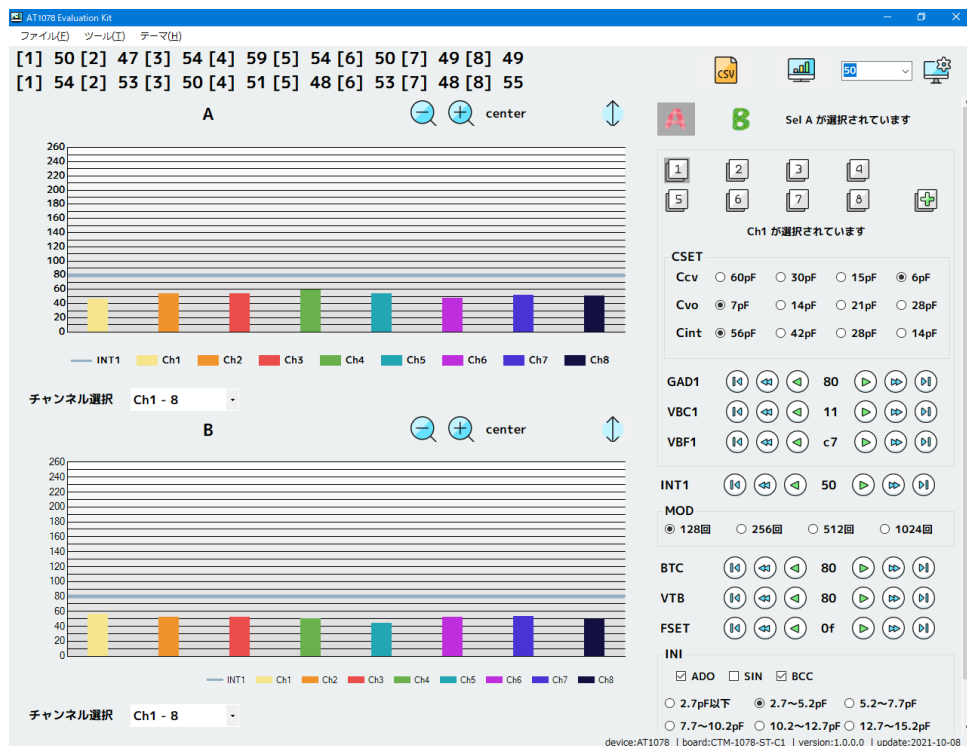 AT1078 Evaluation Kit
ファイル(F) ツール(T) テーマ(H)
[1] 50 [2] 47 [3] 54 [4] 59 [5] 54 [6] 50 [7] 49 [8] 49
[1] 54 [2] 53 [3] 50 [4] 51 [5] 48 [6] 53 [7] 48 [8] 55
CSV
50
A
center
260
240
220
200
180
160
140
120
100
80
60
40
20
0
INT1 Ch1 Ch2 Ch3 Ch4 Ch5 Ch6 Ch7 Ch8
チャンネル選択 Ch1 - 8
B
center
260
240
220
200
180
160
140
120
100
80
60
40
20
0
INT1 Ch1 Ch2 Ch3 Ch4 Ch5 Ch6 Ch7 Ch8
チャンネル選択 Ch1 - 8
A B Sel A が選択されています
1 2 3 4
5 6 7 8
Ch1 が選択されています
CSET
Ccv 60pF 30pF 15pF 6pF
Cvo 7pF 14pF 21pF 28pF
Cint 56pF 42pF 28pF 14pF
GAD1 80
VBC1 11
VBF1 c7
INT1 50
MOD
128回 256回 512回 1024回
BTC 80
VTB 80
FSET 0f
INI
ADO SIN BCC
2.7pF以下 2.7～5.2pF 5.2～7.7pF
7.7～10.2pF 10.2～12.7pF 12.7～15.2pF
device:AT1078 | board:CTM-1078-ST-C1 | version:1.0.0.0 | update:2021-10-08